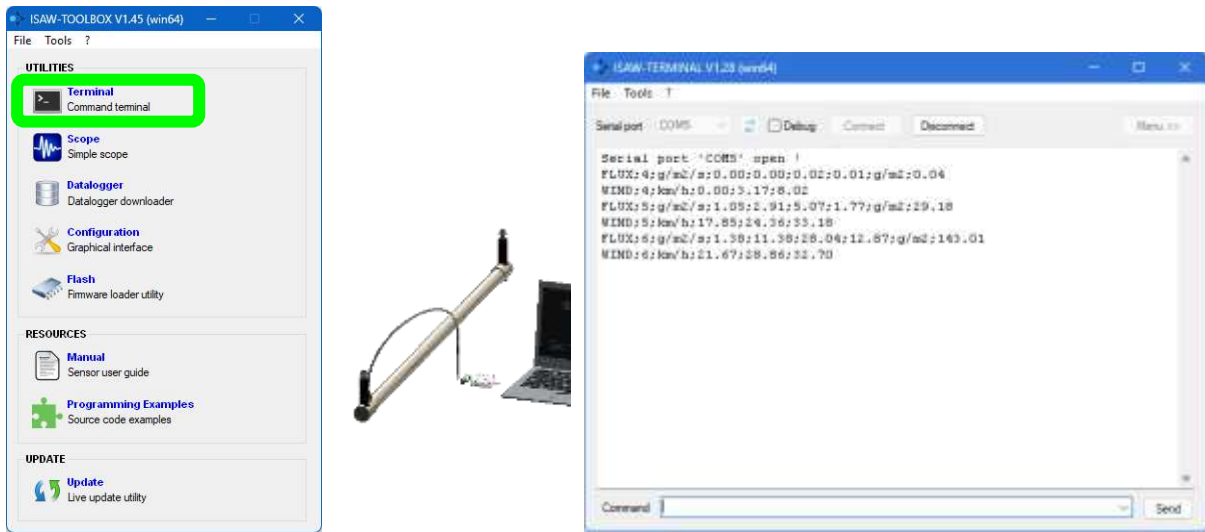 ISAW-TOOLBOX V1.45 (win64)
File Tools ?
UTILITIES
Terminal
Command terminal
Scope
Simple scope
Datalogger
Datalogger downloader
Configuration
Graphical interface
Flash
Firmware loader utility
RESOURCES
Manual
Sensor user guide
Programming Examples
Source code examples
UPDATE
Update
Live update utility
ISAW-TERMINAL V1.28 (win64)
File Tools ?
Serial port COM5 Debug Connect Disconnect Menu >>
Serial port 'COM5' open !
FLUX;4;g/m2/s;0.00;0.00;0.02;0.01;g/m2;0.04
WIND;4;km/h;0.00;3.17;8.02
FLUX;5;g/m2/s;1.05;2.91;5.07;1.77;g/m2;29.18
WIND;5;km/h;17.85;24.36;33.18
FLUX;6;g/m2/s;1.38;11.38;28.04;12.87;g/m2;143.01
WIND;6;km/h;21.67;28.86;32.70
Command Send